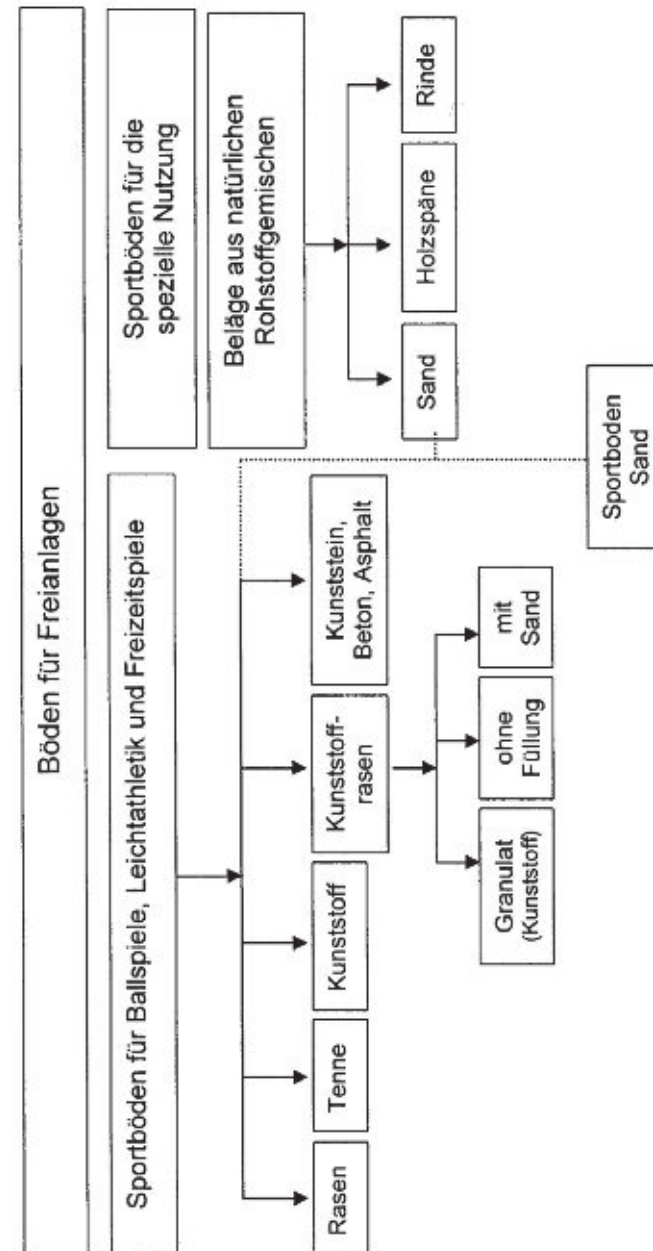 Böden für Freianlagen
Sportböden für Ballspiele, Leichtathletik und Freizeitspiele
Sportböden für die
spezielle Nutzung
Beläge aus natürlichen
Rohstoffgemischen
Rasen
Tenne
Kunststoff
Kunststoff-
rasen
Kunststein,
Beton, Asphalt
Sand
Holzspäne
Rinde
Granulat
(Kunststoff)
ohne
Füllung
mit
Sand
Sportboden
Sand